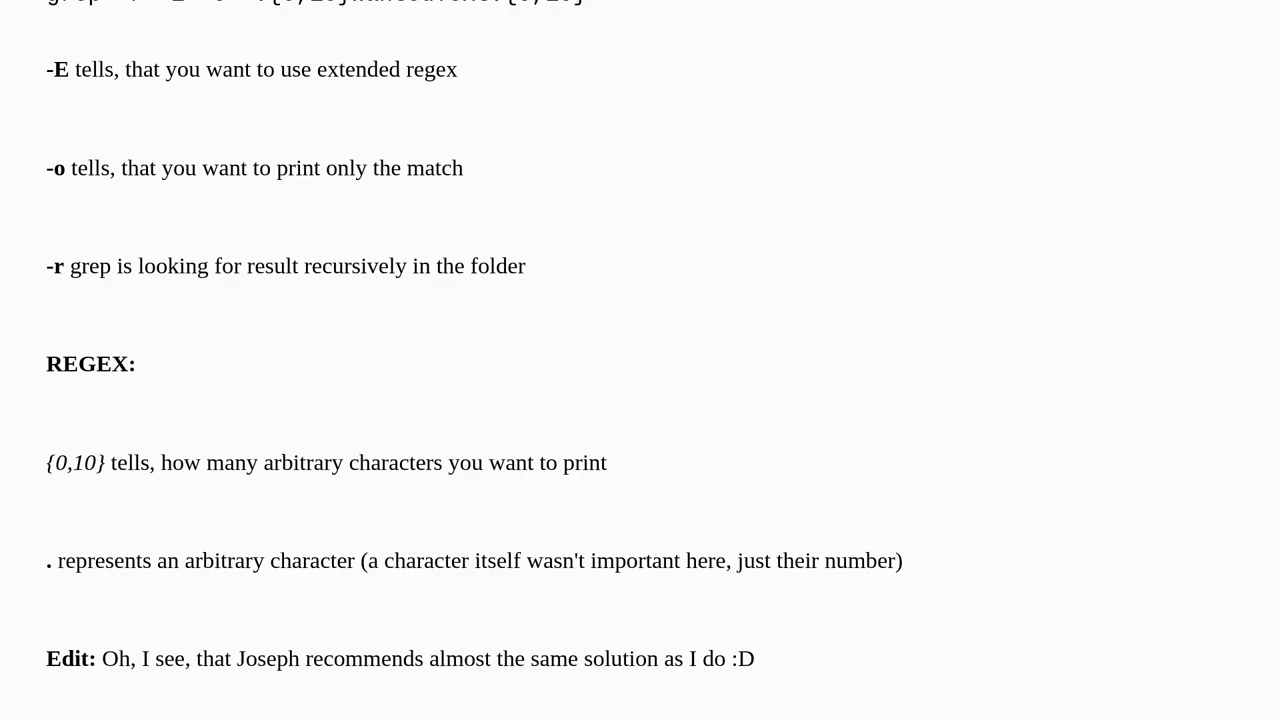 -E tells, that you want to use extended regex
-o tells, that you want to print only the match
-r grep is looking for result recursively in the folder
REGEX:
{0,10} tells, how many arbitrary characters you want to print
. represents an arbitrary character (a character itself wasn't important here, just their number)
Edit: Oh, I see, that Joseph recommends almost the same solution as I do :D